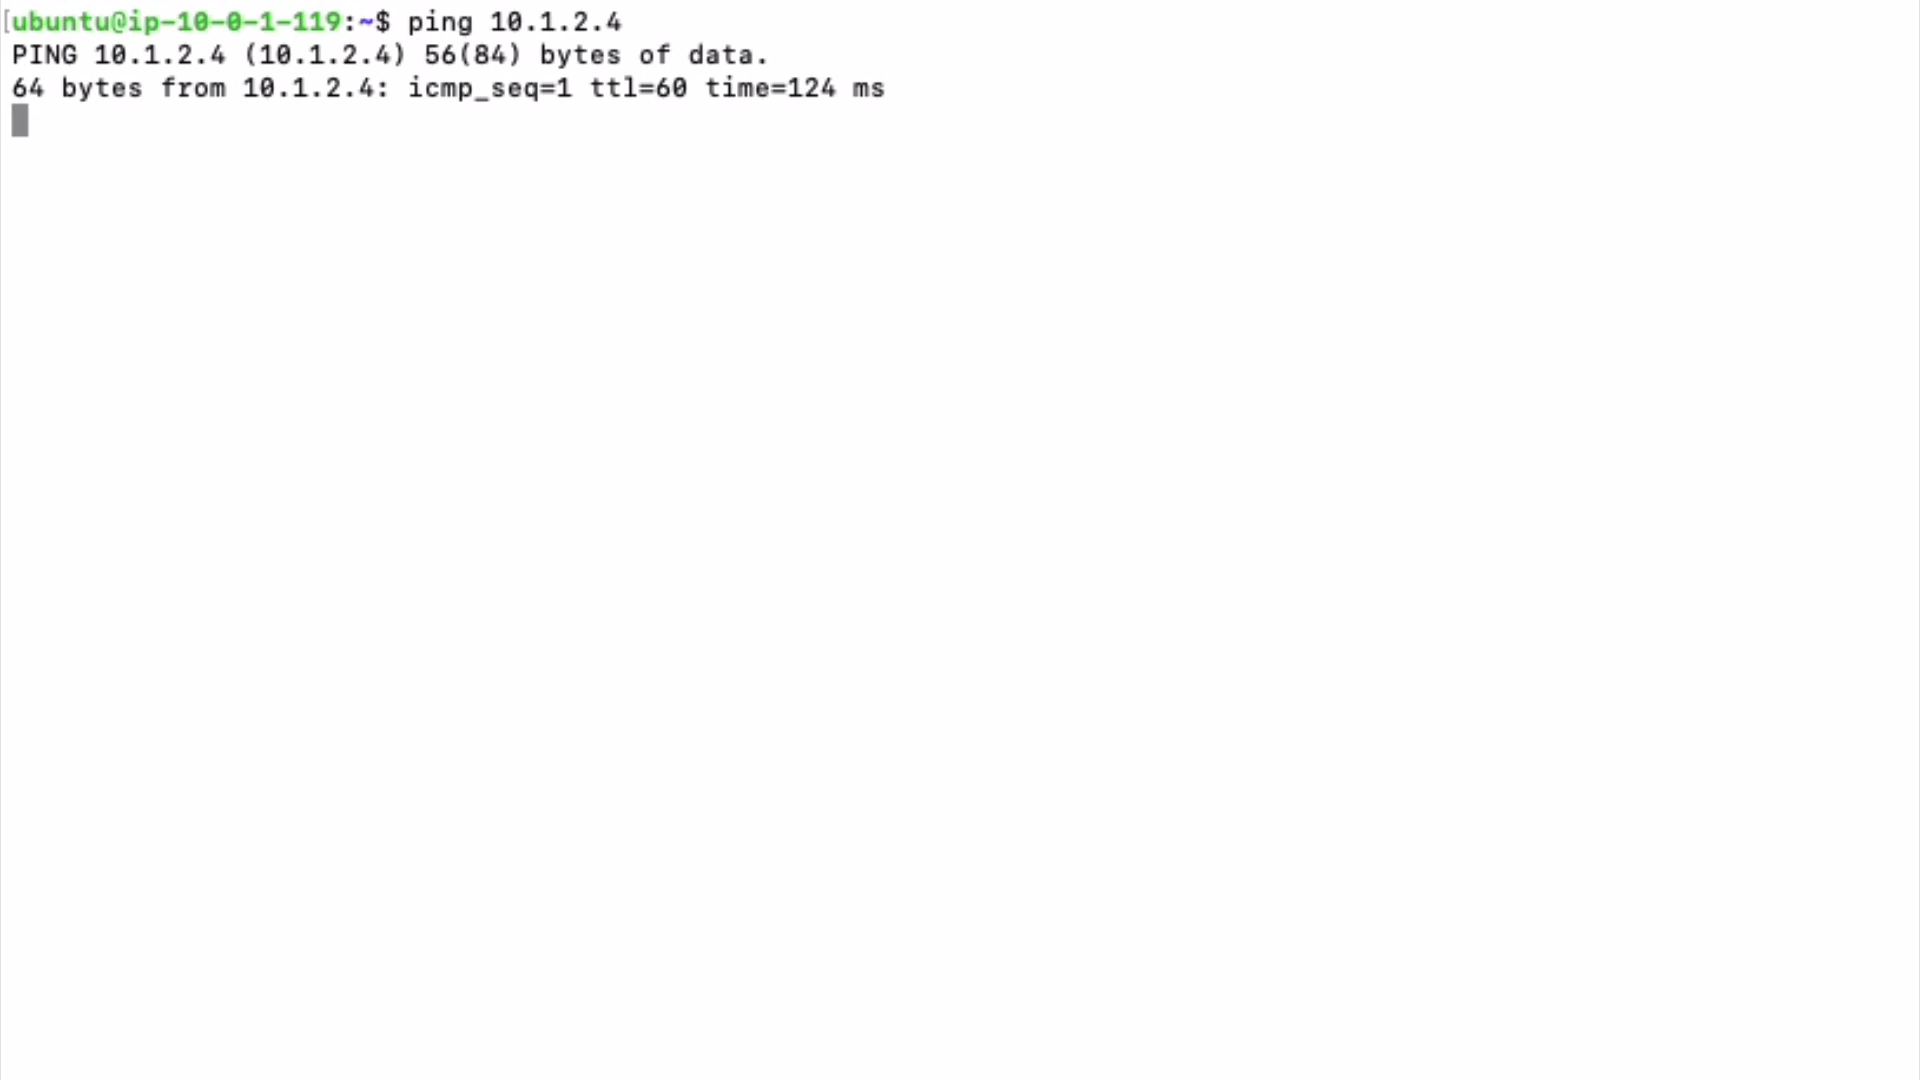 [ubuntu@ip-10-0-1-119:~$ ping 10.1.2.4
PING 10.1.2.4 (10.1.2.4) 56(84) bytes of data.
64 bytes from 10.1.2.4: icmp_seq=1 ttl=60 time=124 ms